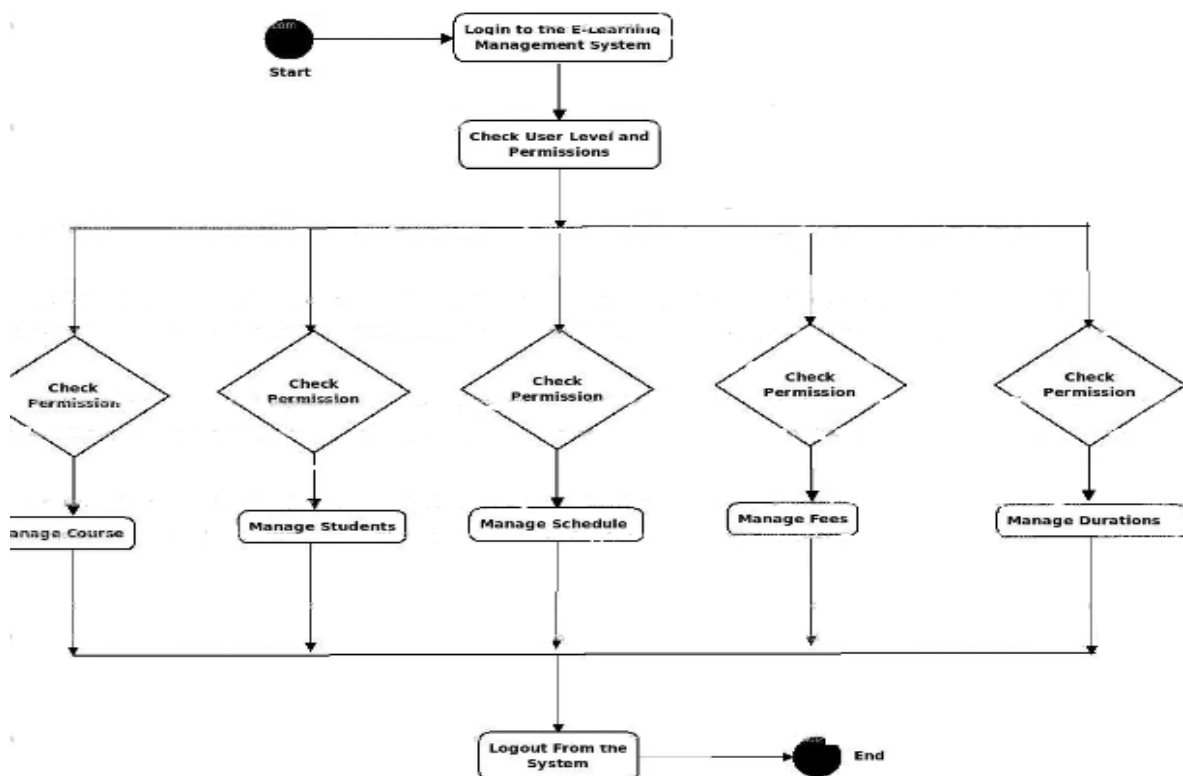 .com
Login to the E-Learning
Management System
Start
Check User Level and
Permissions
Check
Permission
Check
Permission
Check
Permission
Check
Permission
Check
Permission
anage Course
Manage Students
Manage Schedule
Manage Fees
Manage Durations
Logout From the
System
End